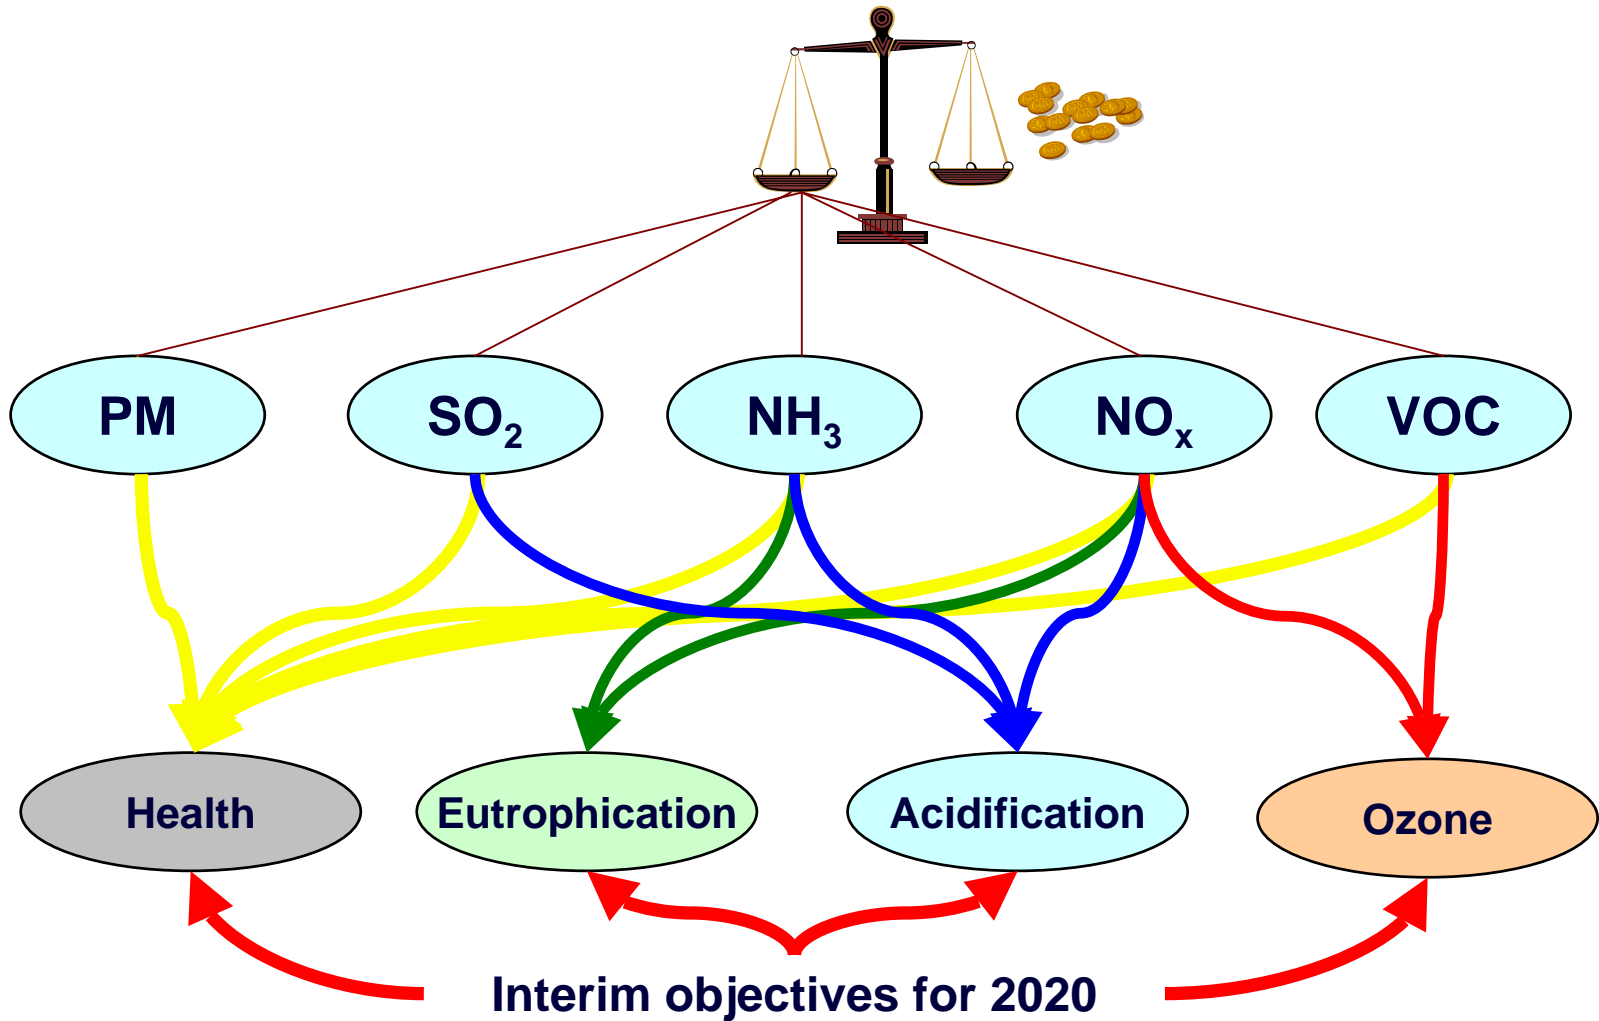 PM SO₂ NH₃ NOₓ VOC
Health Eutrophication Acidification Ozone
Interim objectives for 2020